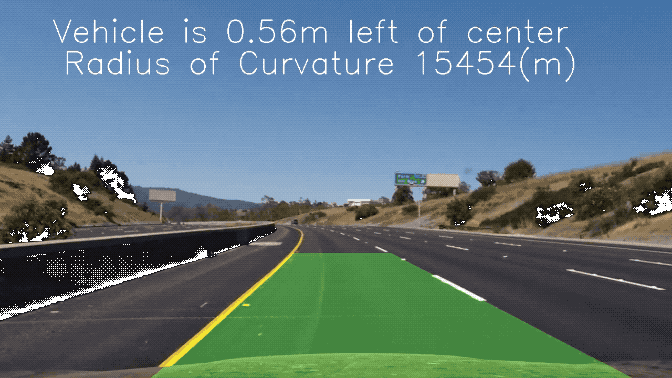 Vehicle is 0.56m left of center
Radius of Curvature 15454(m)